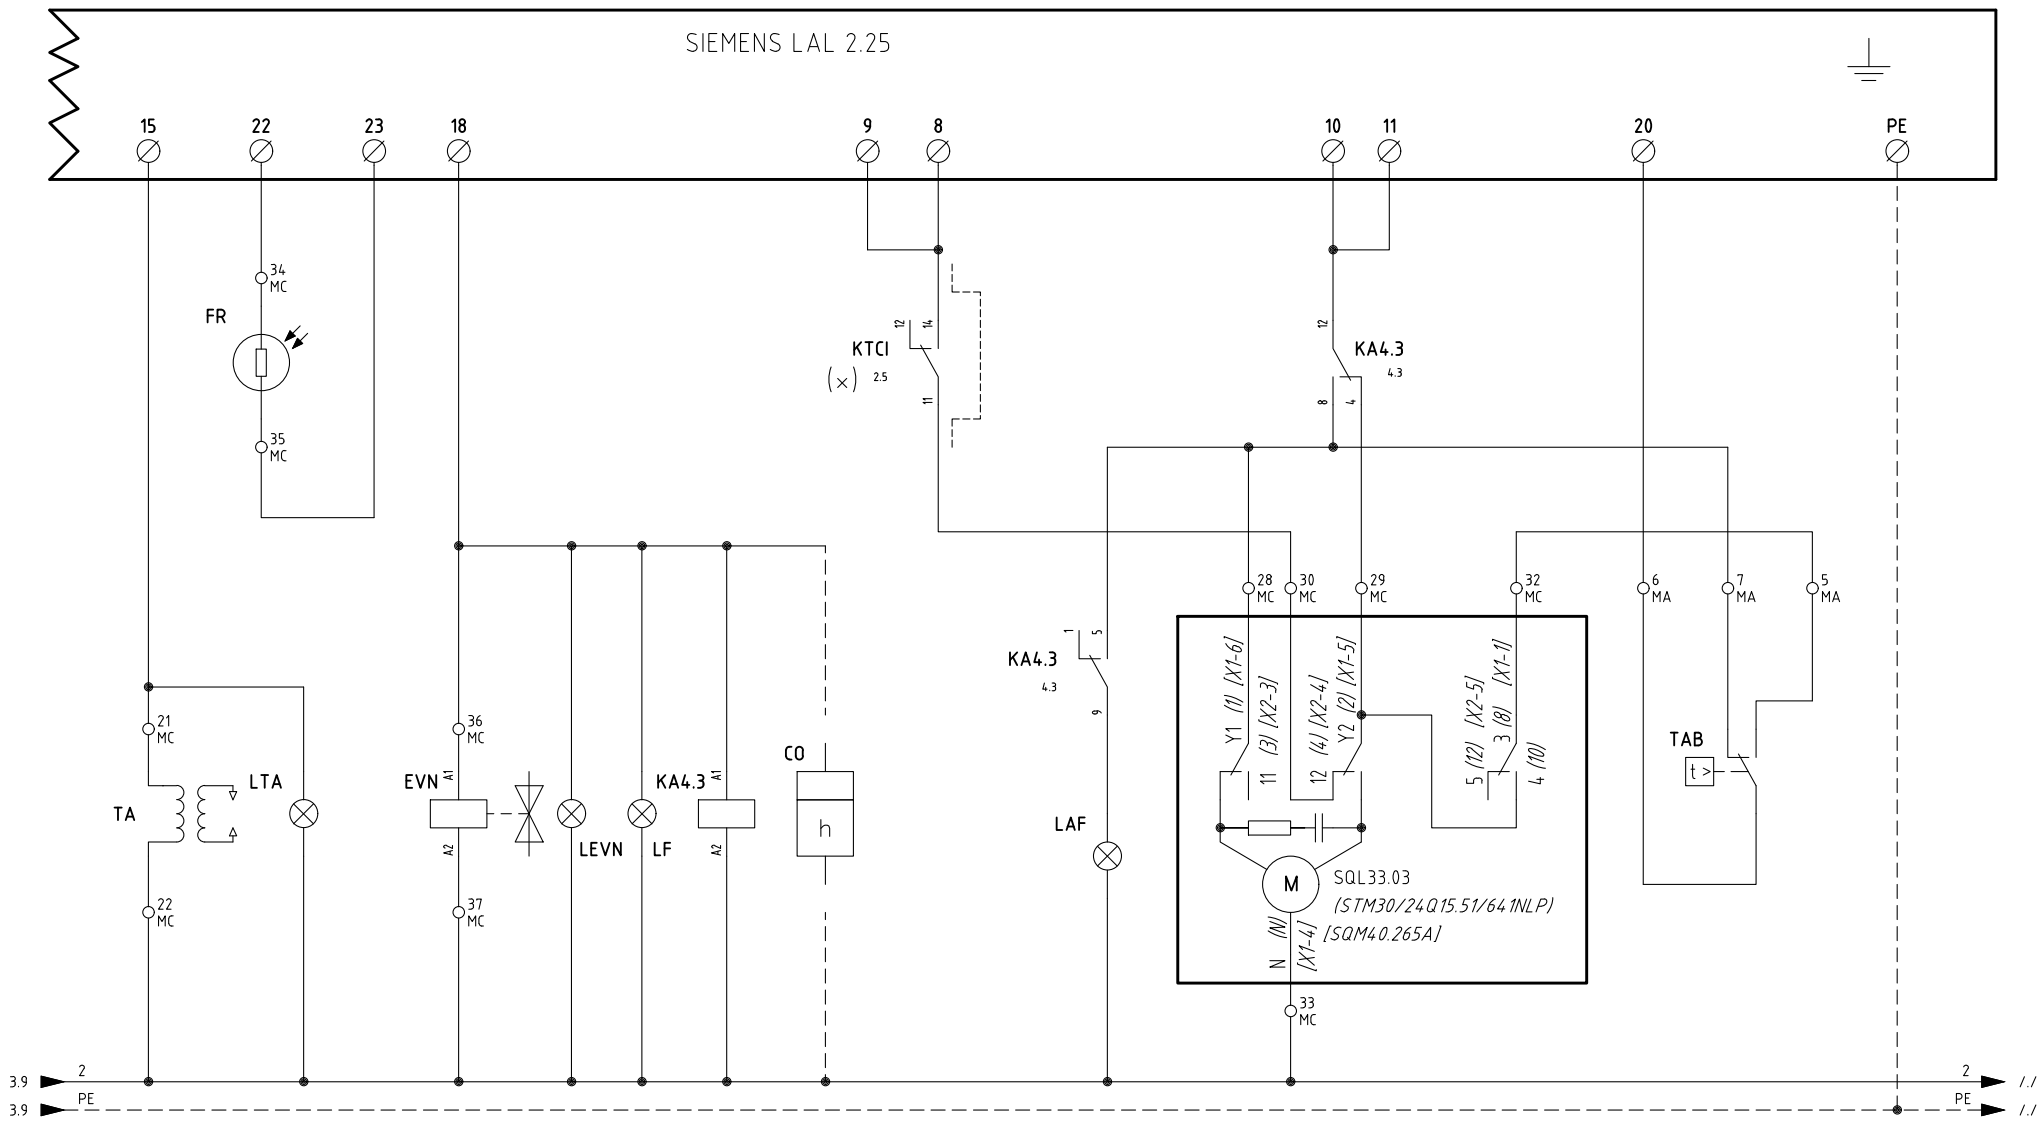 SIEMENS LAL 2.25
15 22 23 18 9 8 10 11 20 PE
34
MC
FR
35
MC
12 14
KTCI
(x) 2.5
11
12
KA4.3
4.3
8 4
28
MC
30
MC
29
MC
32
MC
6
MA
7
MA
5
MA
1 5
KA4.3
4.3
9
Y1 (1) [X1-6]
11 (3) [X2-3]
12 (4) [X2-4]
Y2 (2) [X1-5]
5 (12) [X2-5]
3 (8) [X1-1]
4 (10)
21
MC
36
MC
TAB
t >
CO
h
LTA
TA
EVN
A1
A2
LEVN
LF
KA4.3
A1
A2
LAF
M
SQL33.03
(STM30/24Q15.51/641NLP)
[SQM40.265A]
N (N) [X1-4]
22
MC
37
MC
33
MC
3.9 2 2 /./
3.9 PE PE /./